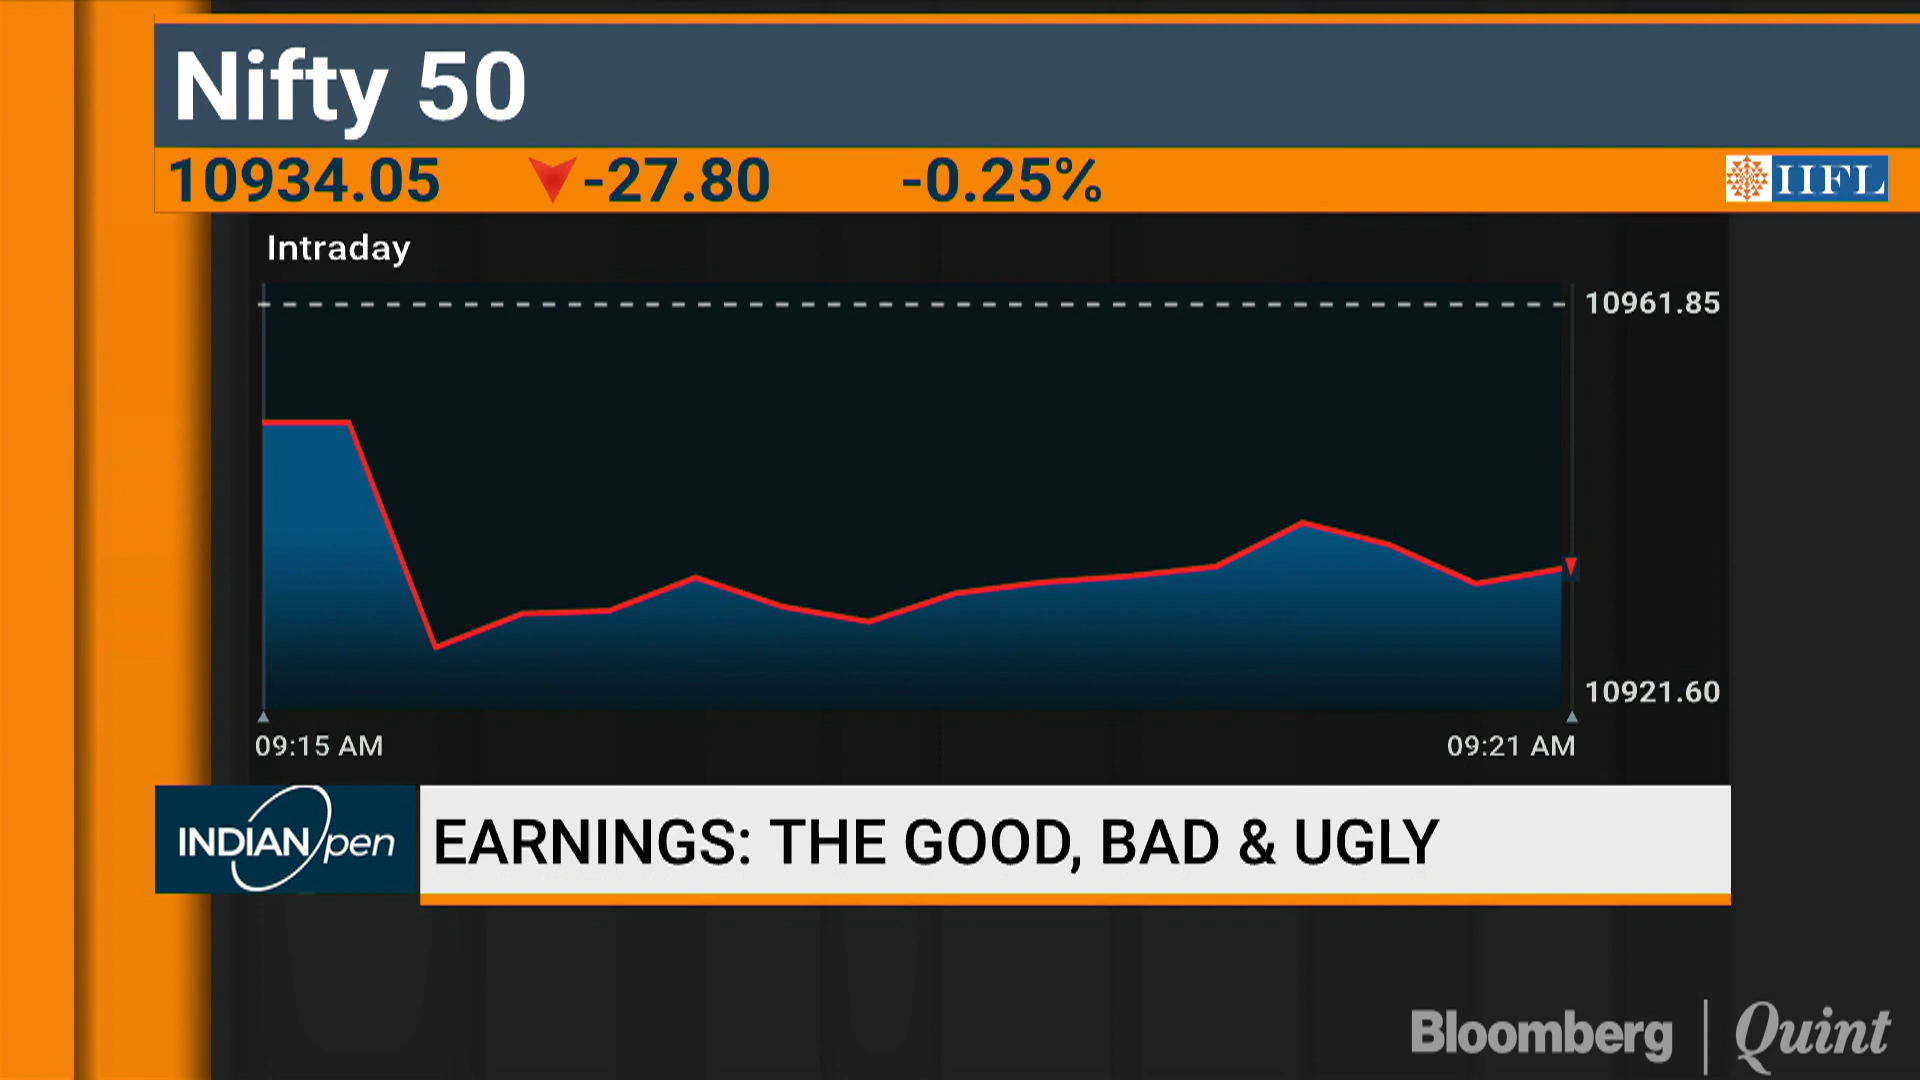 Nifty 50
10934.05 -27.80 -0.25%
IIFL
Intraday
10961.85
10921.60
09:15 AM 09:21 AM
INDIAN Open
EARNINGS: THE GOOD, BAD & UGLY
Bloomberg | Quint